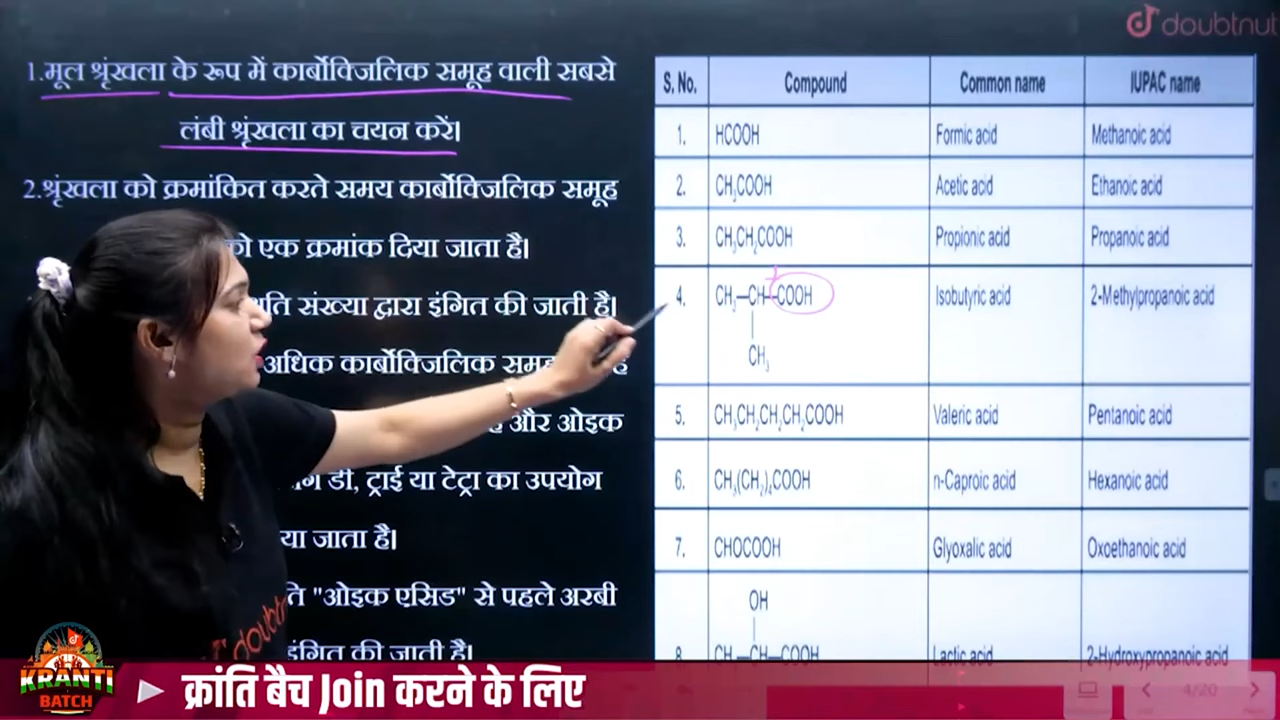 doubtnut
1.मूल श्रृंखला के रूप में कार्बोक्जिलिक समूह वाली सबसे
लंबी श्रृंखला का चयन करें।
2.श्रृंखला को क्रमांकित करते समय कार्बोक्जिलिक समूह
को एक क्रमांक दिया जाता है।
संख्या द्वारा इंगित की जाती है।
अधिक कार्बोक्जिलिक
और ओइक
डी, ट्राई या टेट्रा का उपयोग
जाता है।
"ओइक एसिड" से पहले अरबी
इंगित की जाती है।
S. No. Compound Common name IUPAC name
1. HCOOH Formic acid Methanoic acid
2. CH₃COOH Acetic acid Ethanoic acid
3. CH₃CH₂COOH Propionic acid Propanoic acid
4. CH₃—CH—COOH Isobutyric acid 2-Methylpropanoic acid
CH₃
5. CH₃CH₂CH₂CH₂COOH Valeric acid Pentanoic acid
6. CH₃(CH₂)₄COOH n-Caproic acid Hexanoic acid
7. CHOCOOH Glyoxalic acid Oxoethanoic acid
OH
8 CH—CH—COOH Lactic acid 2-Hydroxypropanoic acid
doubt
KRANTI
BATCH
क्रांति बैच Join करने के लिए
4/20